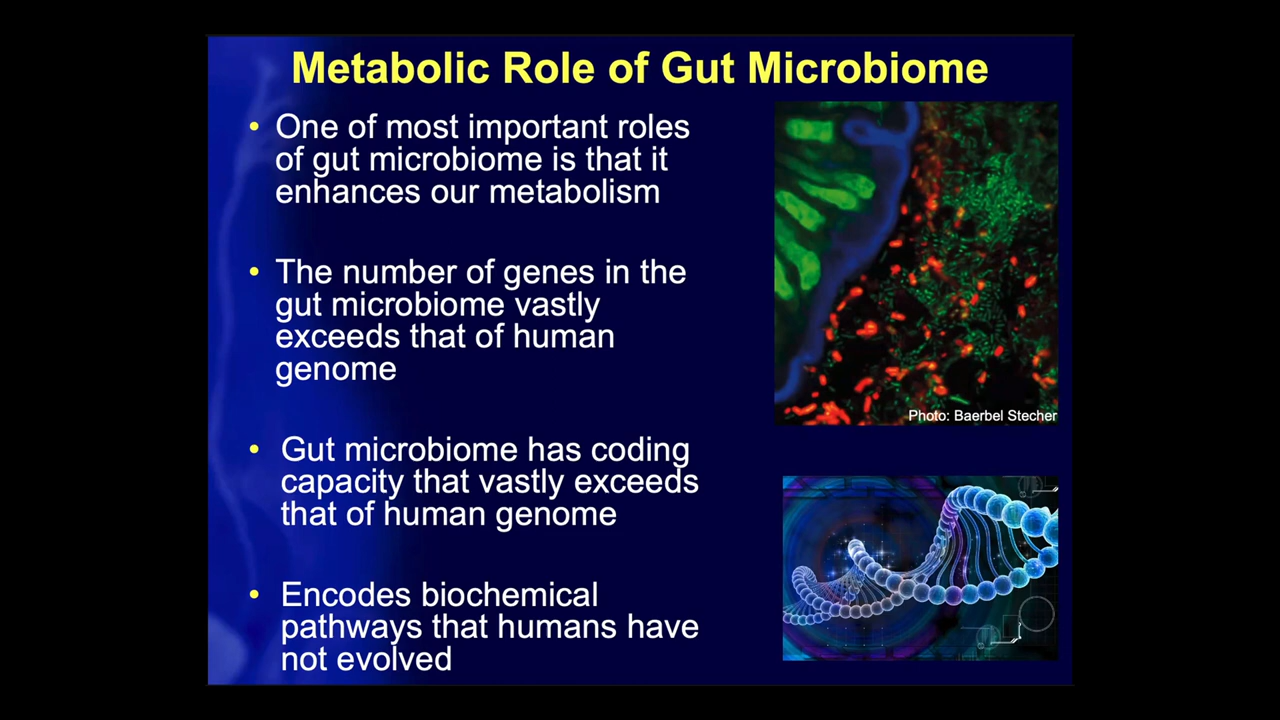 Metabolic Role of Gut Microbiome
• One of most important roles
of gut microbiome is that it
enhances our metabolism
• The number of genes in the
gut microbiome vastly
exceeds that of human
genome
• Gut microbiome has coding
capacity that vastly exceeds
that of human genome
• Encodes biochemical
pathways that humans have
not evolved
Photo: Baerbel Stecher